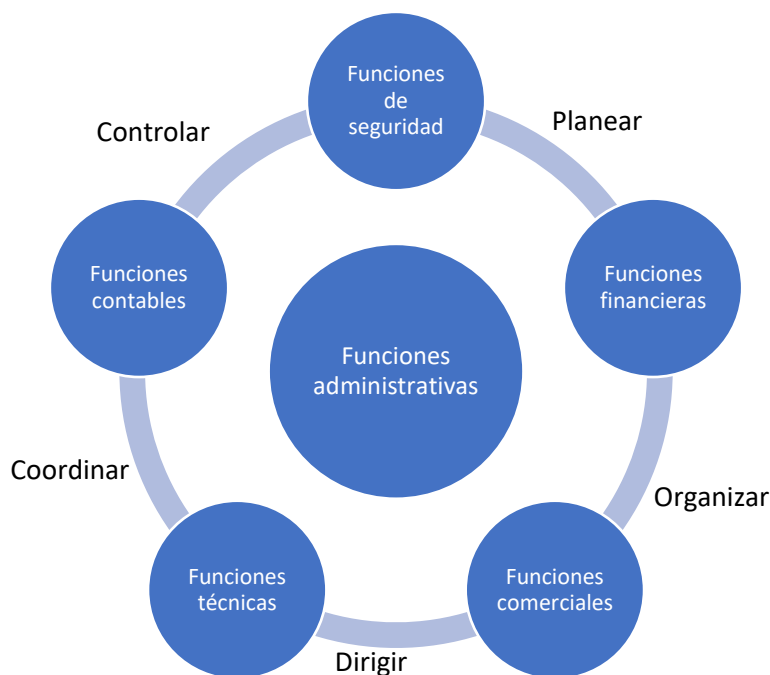 Funciones
de
seguridad
Controlar
Planear
Funciones
contables
Funciones
financieras
Funciones
administrativas
Coordinar
Organizar
Funciones
técnicas
Funciones
comerciales
Dirigir